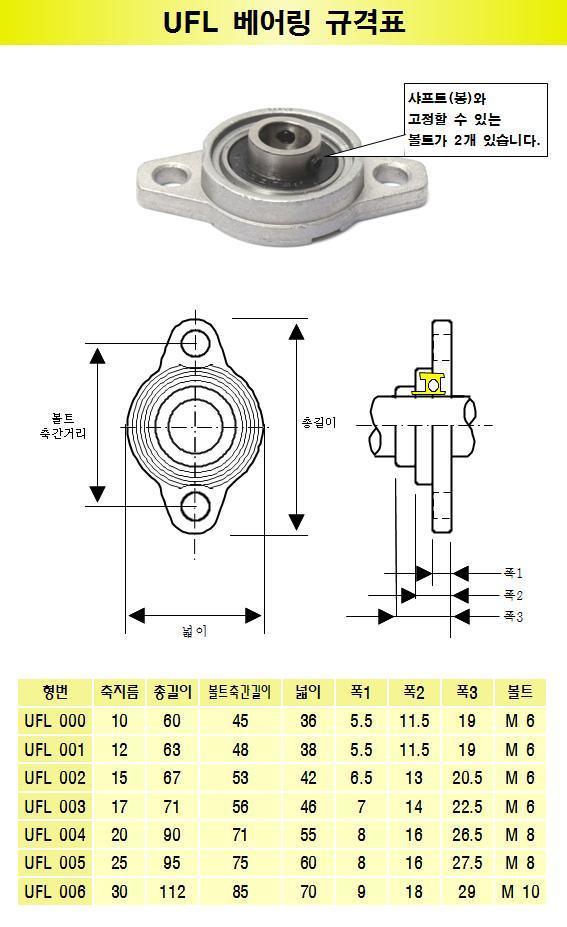 UFL 베어링 규격표
샤프트(봉)와
고정할 수 있는
볼트가 2개 있습니다.
볼트
축간거리
총길이
넓이
폭1
폭2
폭3
형번 축지름 총길이 볼트축간길이 넓이 폭1 폭2 폭3 볼트
UFL 000 10 60 45 36 5.5 11.5 19 M 6
UFL 001 12 63 48 38 5.5 11.5 19 M 6
UFL 002 15 67 53 42 6.5 13 20.5 M 6
UFL 003 17 71 56 46 7 14 22.5 M 6
UFL 004 20 90 71 55 8 16 26.5 M 8
UFL 005 25 95 75 60 8 16 27.5 M 8
UFL 006 30 112 85 70 9 18 29 M 10